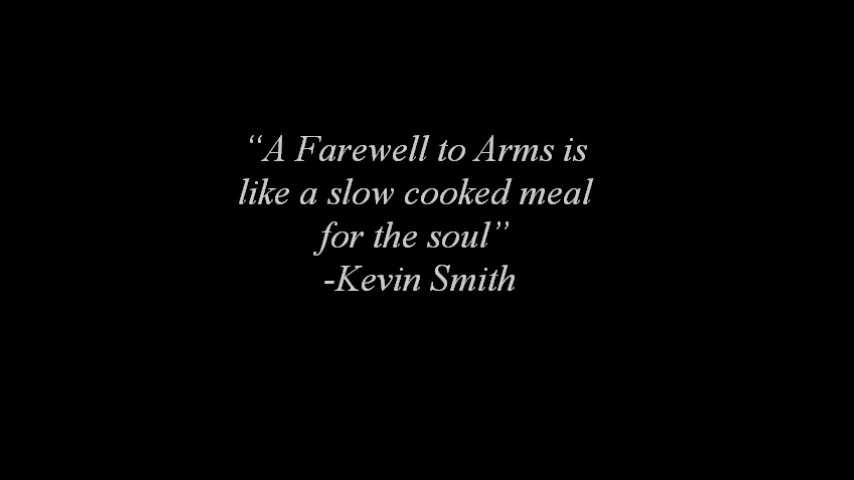 “A Farewell to Arms is
like a slow cooked meal
for the soul”
-Kevin Smith